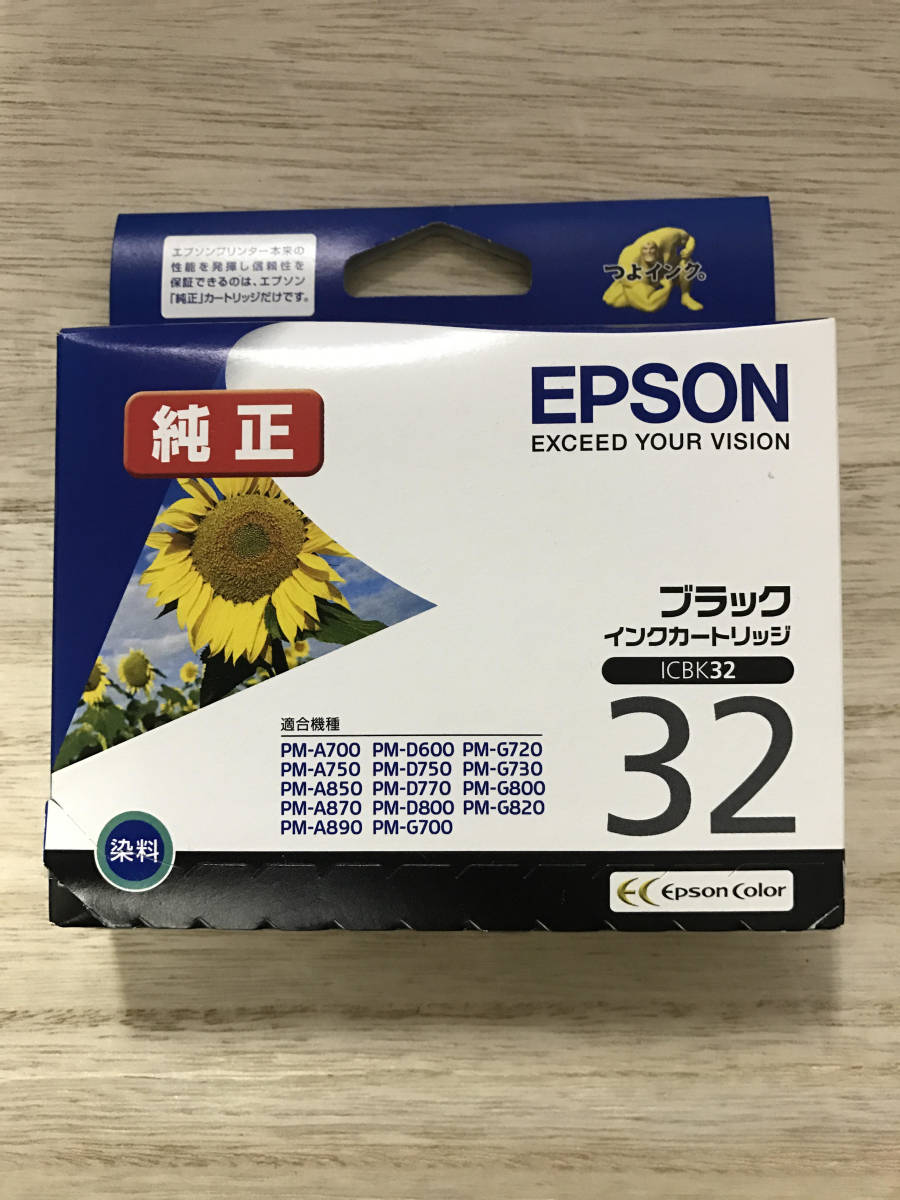 エプソンプリンター本来の
性能を発揮し信頼性を
保証できるのは、エプソン
「純正」カートリッジだけです。
つよインク。
純正
EPSON
EXCEED YOUR VISION
ブラック
インクカートリッジ
ICBK32
32
適合機種
PM-A700 PM-D600 PM-G720
PM-A750 PM-D750 PM-G730
PM-A850 PM-D770 PM-G800
PM-A870 PM-D800 PM-G820
PM-A890 PM-G700
染料
EC Epson Color